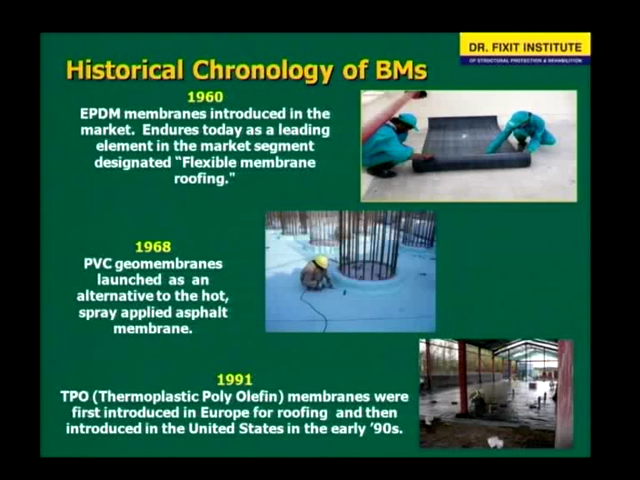 DR. FIXIT INSTITUTE
OF STRUCTURAL PROTECTION & REHABILITATION
Historical Chronology of BMs
1960
EPDM membranes introduced in the
market. Endures today as a leading
element in the market segment
designated “Flexible membrane
roofing."
1968
PVC geomembranes
launched as an
alternative to the hot,
spray applied asphalt
membrane.
1991
TPO (Thermoplastic Poly Olefin) membranes were
first introduced in Europe for roofing and then
introduced in the United States in the early ’90s.